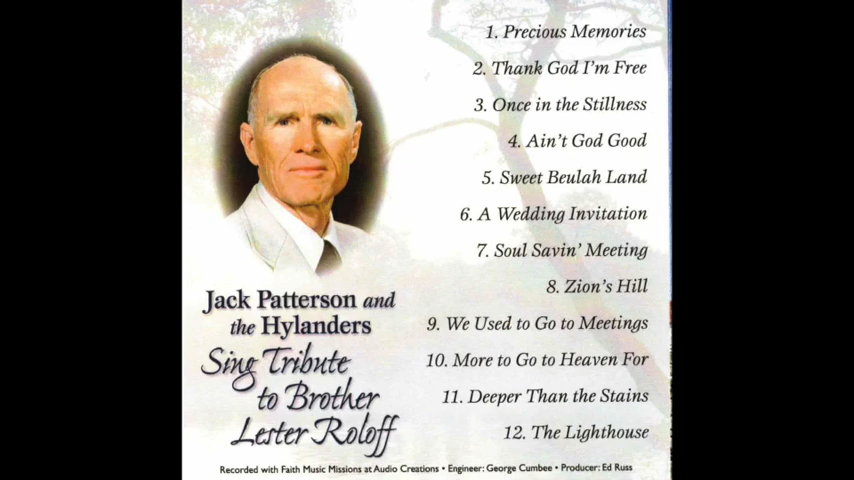 1. Precious Memories
2. Thank God I'm Free
3. Once in the Stillness
4. Ain't God Good
5. Sweet Beulah Land
6. A Wedding Invitation
7. Soul Savin' Meeting
8. Zion's Hill
9. We Used to Go to Meetings
10. More to Go to Heaven For
11. Deeper Than the Stains
12. The Lighthouse
Jack Patterson and
the Hylanders
Sing Tribute
to Brother
Lester Roloff
Recorded with Faith Music Missions at Audio Creations • Engineer: George Cumbee • Producer: Ed Russ